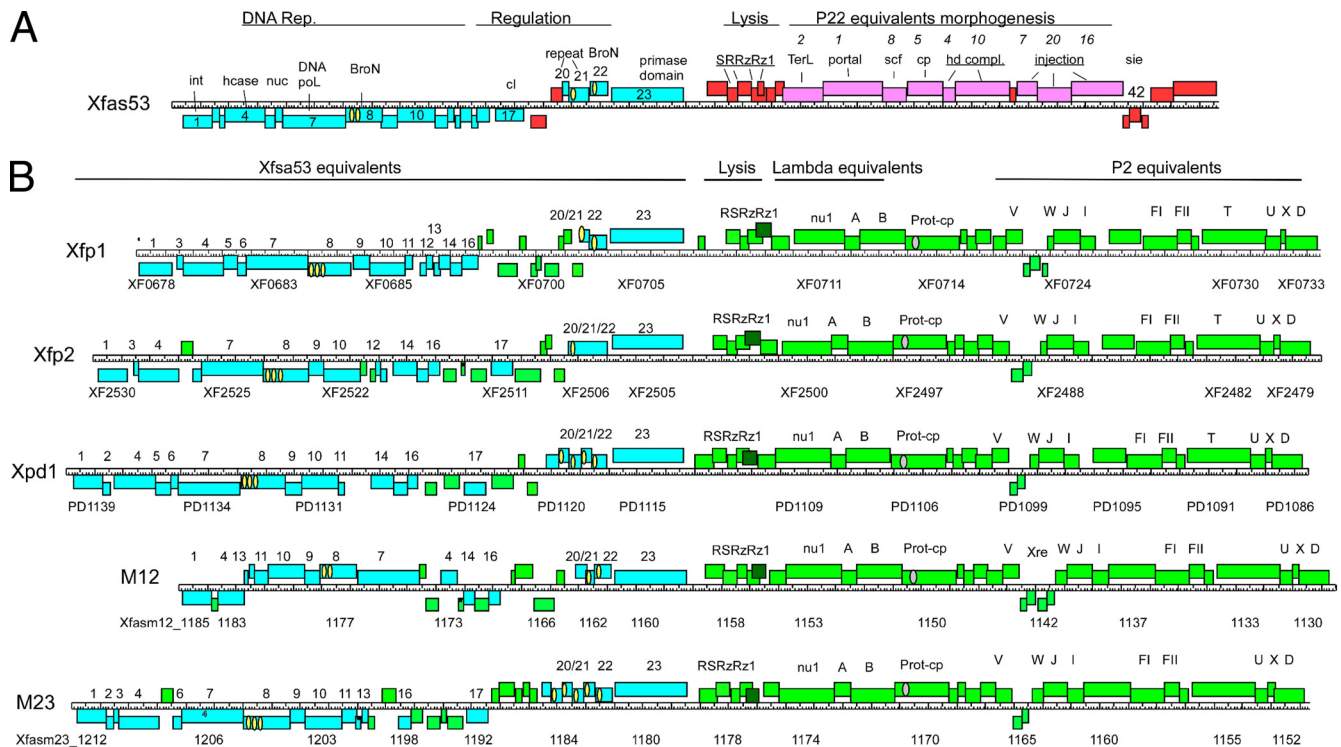 A
DNA Rep. Regulation Lysis P22 equivalents morphogenesis
2 1 8 5 4 10 7 20 16
int hcase nuc DNA poL BroN cI repeat 20 21 BroN 22 primase domain SRRzRz1 TerL portal scf cp hd compl. injection sie
Xfas53 23 42
1 4 7 8 10 17
B
Xfsa53 equivalents Lysis Lambda equivalents P2 equivalents
13 20/21 22 23 RSRzRz1 nu1 A B Prot-cp V W J I FI FII T U X D
Xfp1 1 3 4 5 6 7 8 9 10 11 12 14 16
XF0678 XF0683 XF0685 XF0700 XF0705 XF0711 XF0714 XF0724 XF0730 XF0733
20/21/22 23 RSRzRz1 nu1 A B Prot-cp V W J I FI FII T U X D
Xfp2 1 3 4 7 8 9 10 12 14 16 17
XF2530 XF2525 XF2522 XF2511 XF2506 XF2505 XF2500 XF2497 XF2488 XF2482 XF2479
20/21/22 23 RSRzRz1 nu1 A B Prot-cp V W J I FI FII T U X D
Xpd1 1 2 4 5 6 7 8 9 10 11 14 16 17
PD1139 PD1134 PD1131 PD1124 PD1120 PD1115 PD1109 PD1106 PD1099 PD1095 PD1091 PD1086
M12 1 4 13 11 10 9 8 7 4 14 16 20/21 22 23 RSRzRz1 nu1 A B Prot-cp V Xre W J I FI FII U X D
Xfasm12_1185 1183 1177 1173 1166 1162 1160 1158 1153 1150 1142 1137 1133 1130
20/21 22 23 RSRzRz1 nu1 A B Prot-cp V W J I FI FII U X D
M23 1 2 3 4 6 7 8 9 10 11 13 16 17
Xfasm23_1212 1206 1203 1198 1192 1184 1180 1178 1174 1170 1165 1160 1155 1152